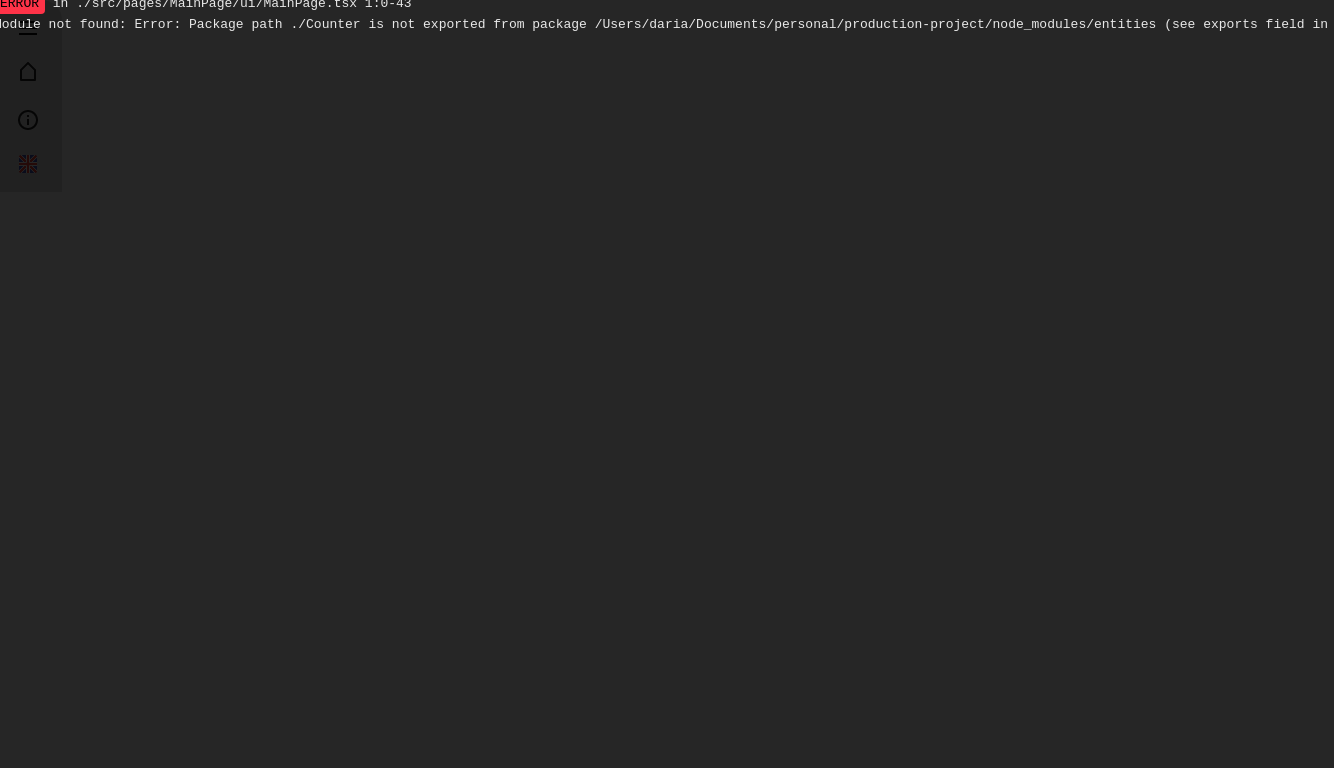 ERROR in ./src/pages/MainPage/ui/MainPage.tsx 1:0-43
Module not found: Error: Package path ./Counter is not exported from package /Users/daria/Documents/personal/production-project/node_modules/entities (see exports field in